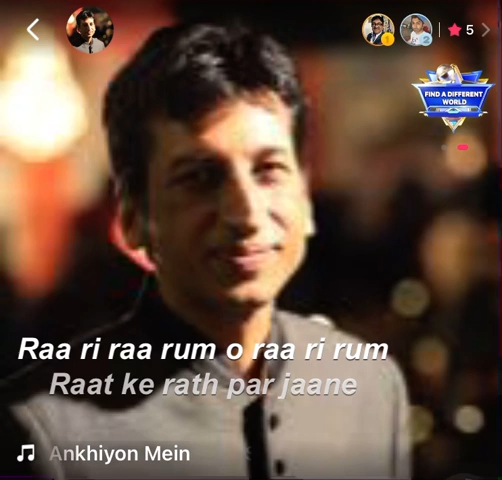 5
FIND A DIFFERENT
WORLD
Raa ri raa rum o raa ri rum
Raat ke rath par jaane
Ankhiyon Mein